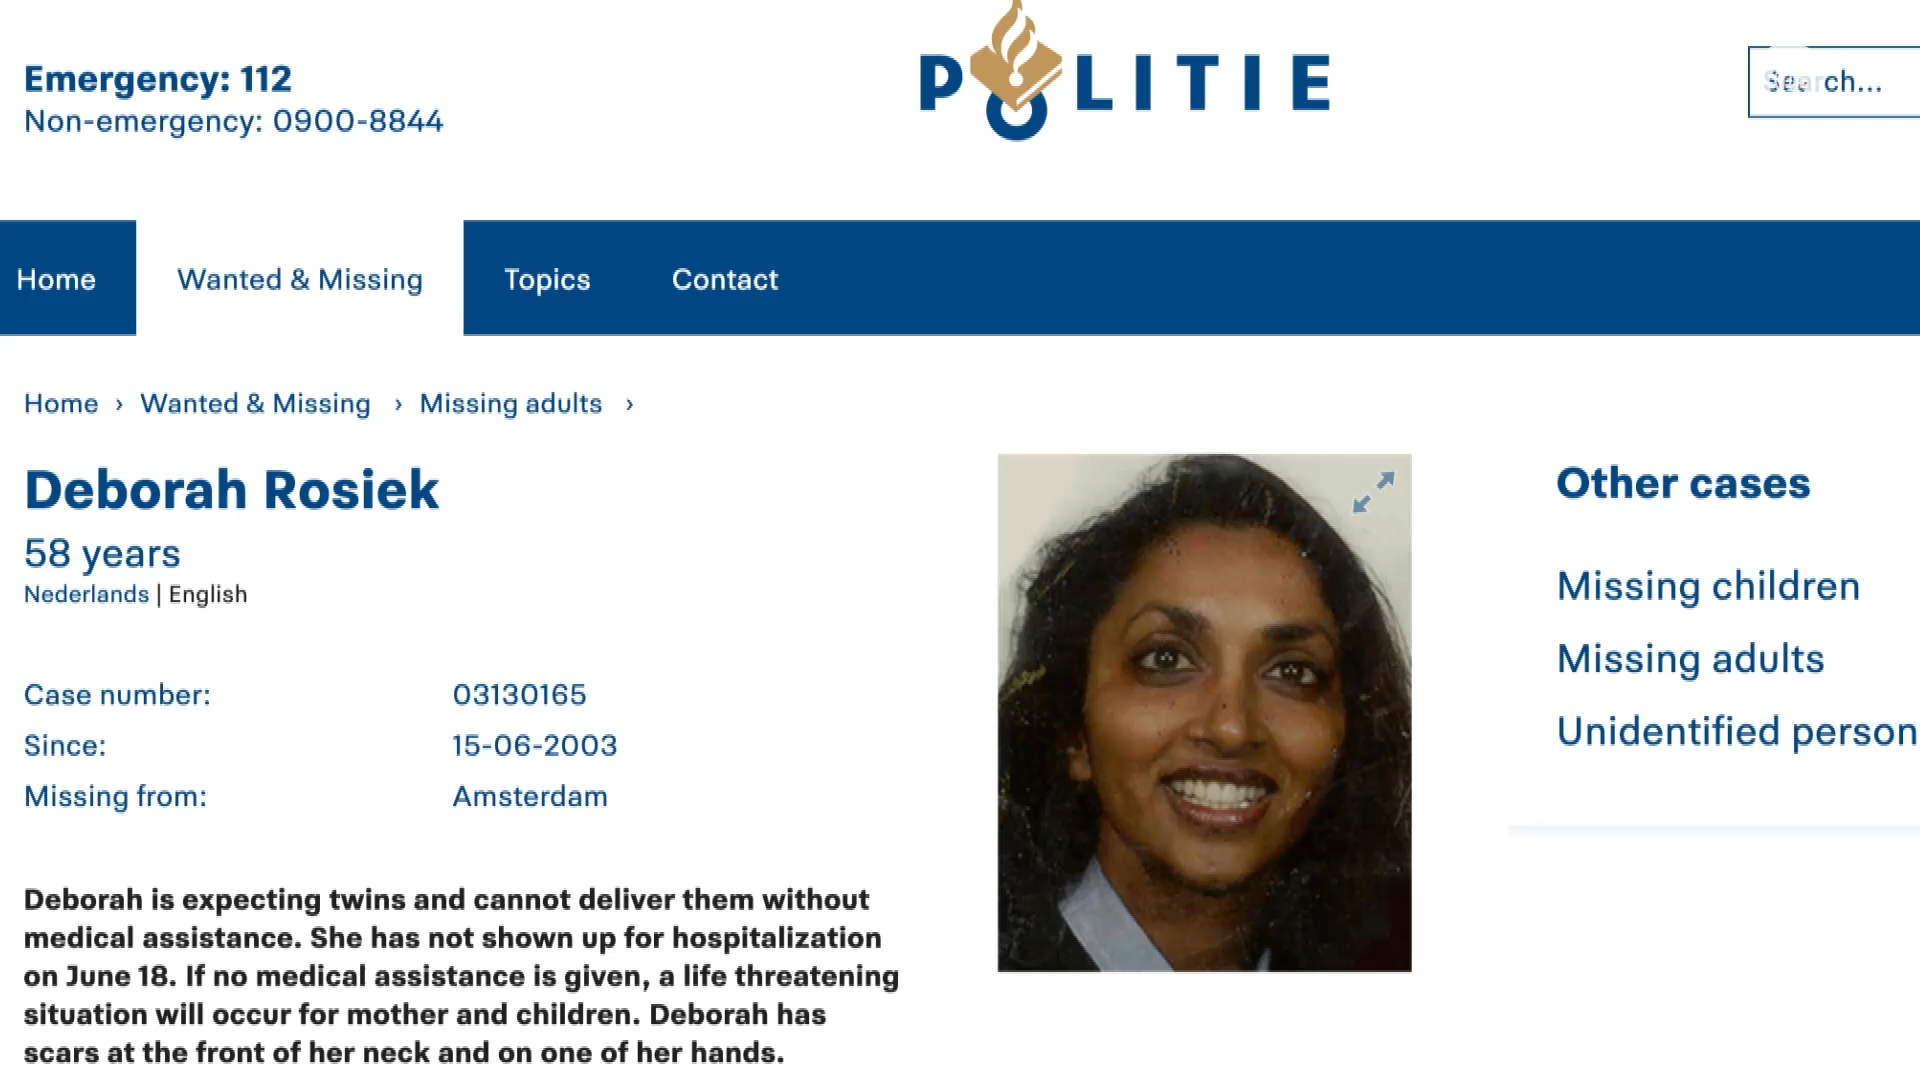 Emergency: 112
Non-emergency: 0900-8844
POLITIE
Search...
Home
Wanted & Missing
Topics
Contact
Home › Wanted & Missing › Missing adults ›
Deborah Rosiek
58 years
Nederlands | English
Case number: 03130165
Since: 15-06-2003
Missing from: Amsterdam
Deborah is expecting twins and cannot deliver them without
medical assistance. She has not shown up for hospitalization
on June 18. If no medical assistance is given, a life threatening
situation will occur for mother and children. Deborah has
scars at the front of her neck and on one of her hands.
Other cases
Missing children
Missing adults
Unidentified person